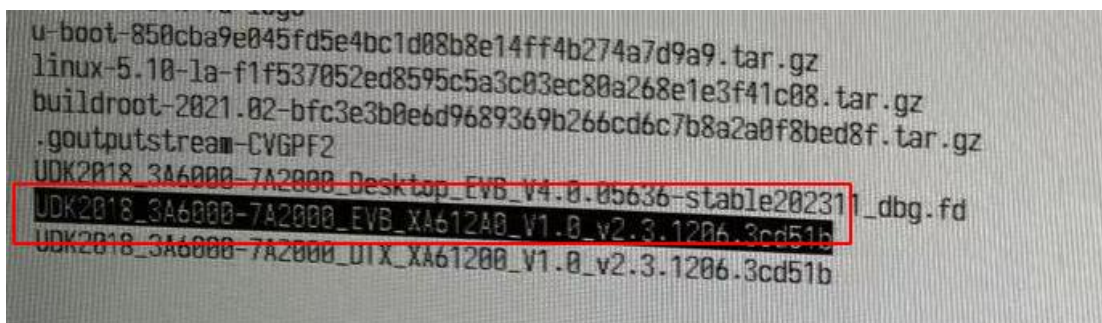 u-boot-850cba9e045fd5e4bc1d08b8e14ff4b274a7d9a9.tar.gz
linux-5.10-la-f1f537052ed8595c5a3c03ec80a268e1e3f41c08.tar.gz
buildroot-2021.02-bfc3e3b0e6d9689369b266cd6c7b8a2a0f8bed8f.tar.gz
.goutputstream-CVGPF2
UDK2018_3A6000-7A2000_Desktop_EVB_V4.0.05636-stable202311_dbg.fd
UDK2018_3A6000-7A2000_EVB_XA612A0_V1.0_v2.3.1206.3cd51b
UDK2018_3A6000-7A2000_DTX_XA61200_V1.0_v2.3.1206.3cd51b